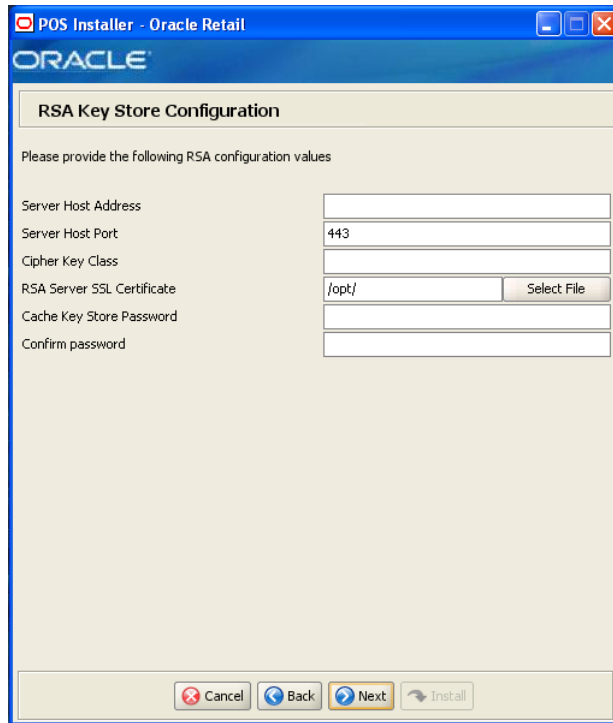 POS Installer - Oracle Retail
ORACLE
RSA Key Store Configuration
Please provide the following RSA configuration values
Server Host Address
Server Host Port 443
Cipher Key Class
RSA Server SSL Certificate /opt/ Select File
Cache Key Store Password
Confirm password
Cancel Back Next Install